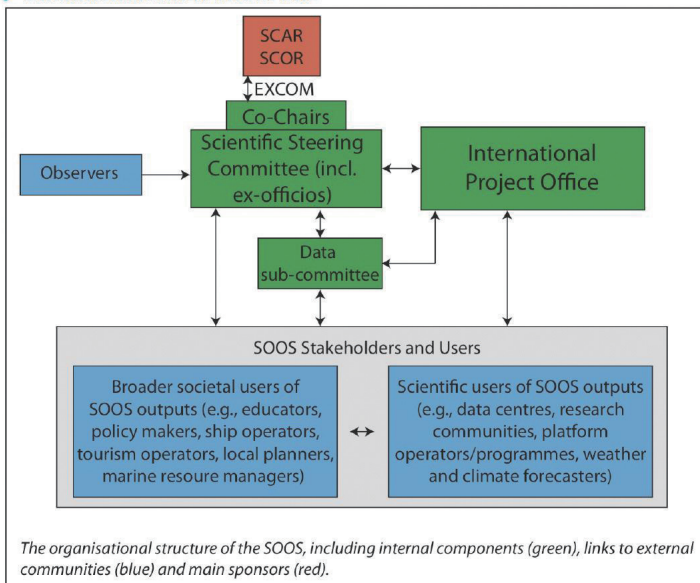 SCAR
SCOR
EXCOM
Co-Chairs
Scientific Steering
Committee (incl.
ex-officios)
Observers
International
Project Office
Data
sub-committee
SOOS Stakeholders and Users
Broader societal users of
SOOS outputs (e.g., educators,
policy makers, ship operators,
tourism operators, local planners,
marine resoure managers)
Scientific users of SOOS outputs
(e.g., data centres, research
communities, platform
operators/programmes, weather
and climate forecasters)
The organisational structure of the SOOS, including internal components (green), links to external
communities (blue) and main sponsors (red).